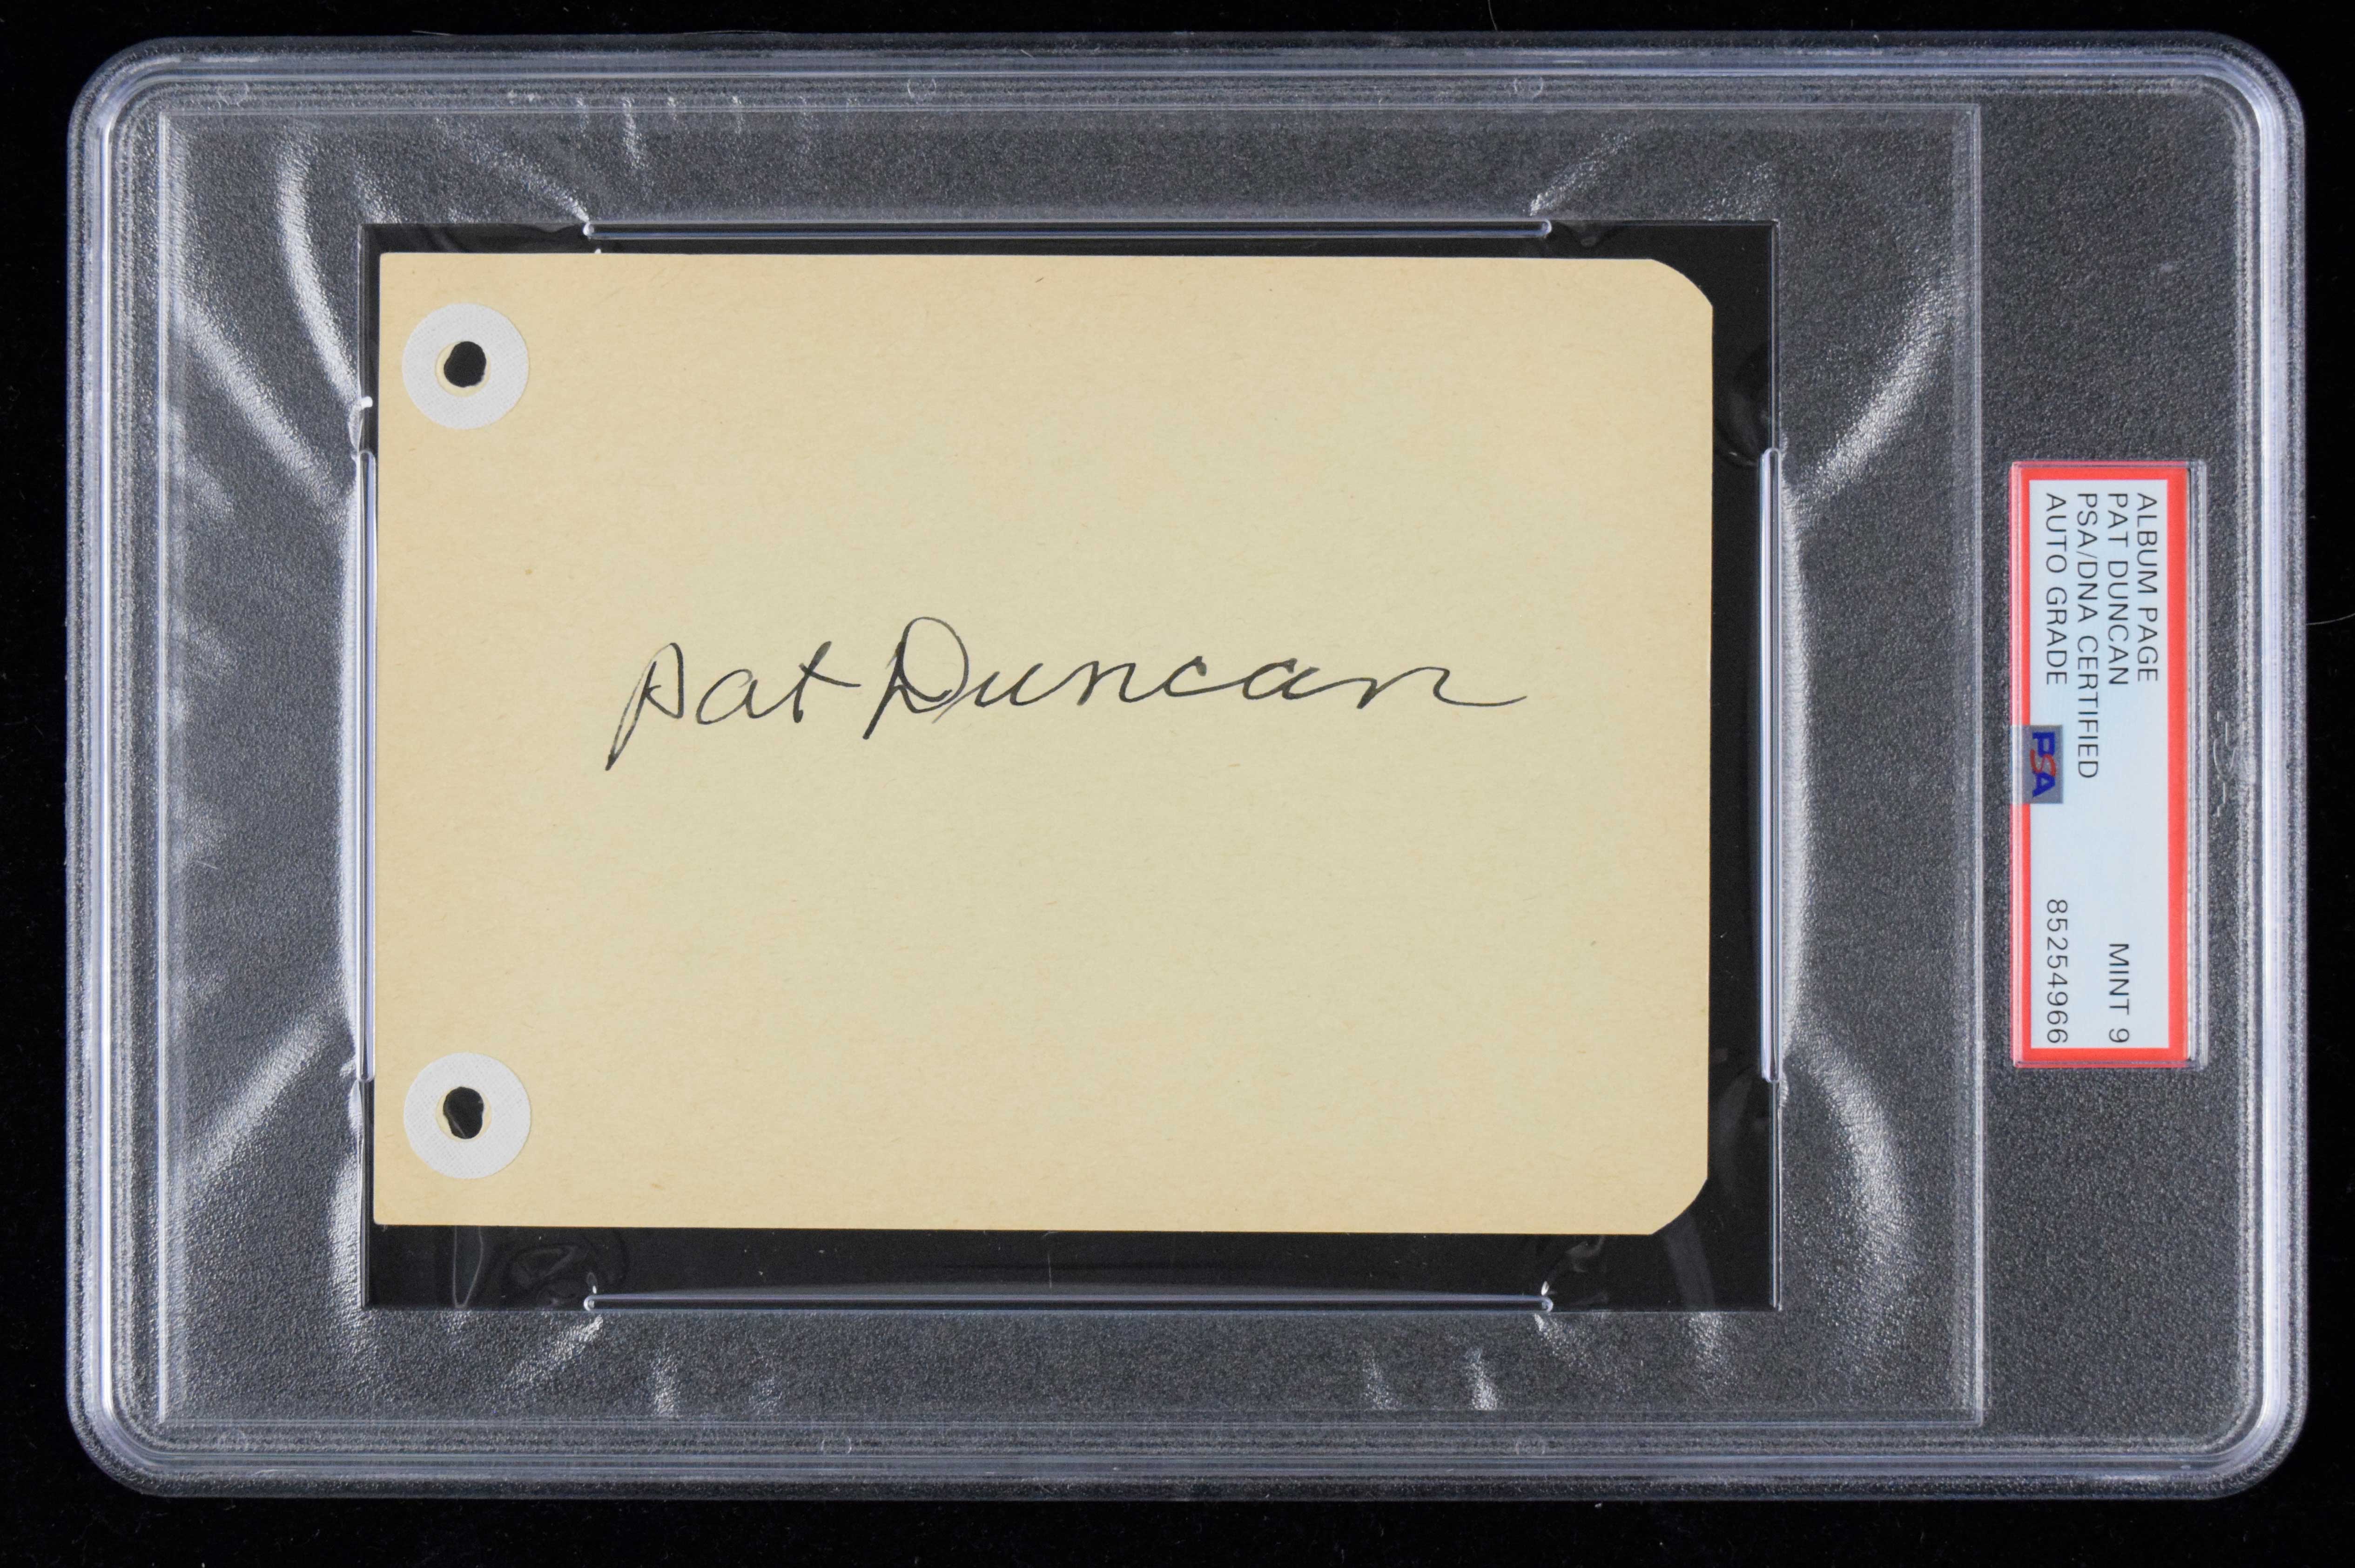 Pat Duncan
ALBUM PAGE
PAT DUNCAN MINT 9
PSA/DNA CERTIFIED
AUTO GRADE 85254966
PSA